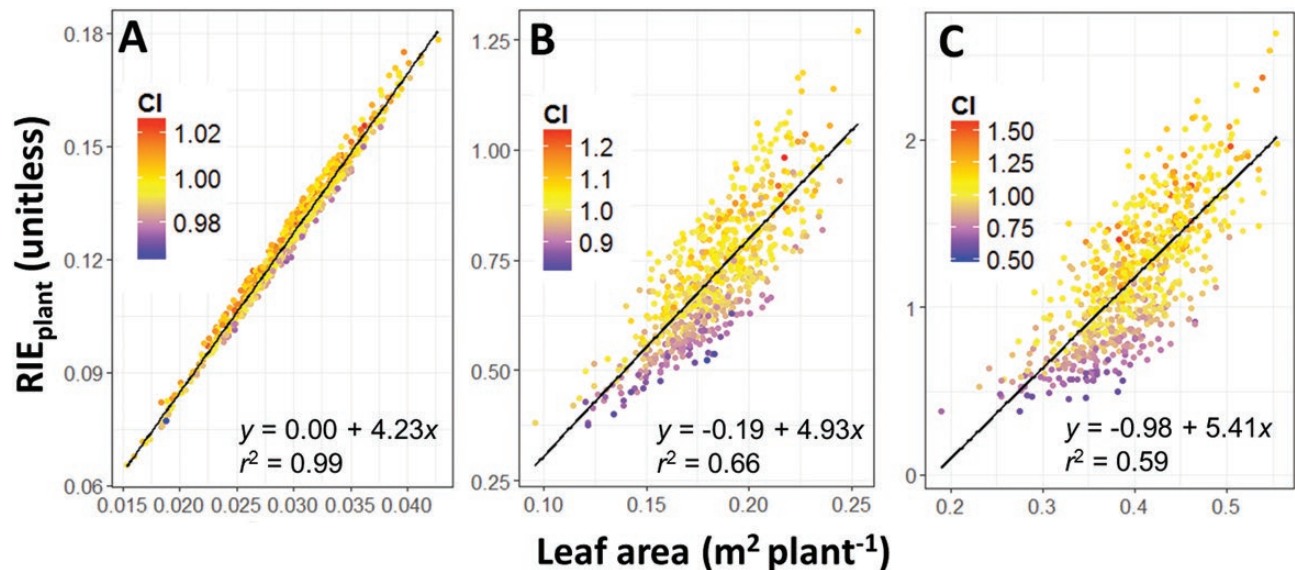 A
B
C
RIEplant (unitless)
0.18
0.15
0.12
0.09
0.06
CI
1.02
1.00
0.98
y = 0.00 + 4.23x
r² = 0.99
0.015 0.020 0.025 0.030 0.035 0.040
1.25
1.00
0.75
0.50
0.25
CI
1.2
1.1
1.0
0.9
y = -0.19 + 4.93x
r² = 0.66
0.10 0.15 0.20 0.25
2
1
0
CI
1.50
1.25
1.00
0.75
0.50
y = -0.98 + 5.41x
r² = 0.59
0.2 0.3 0.4 0.5
Leaf area (m² plant⁻¹)